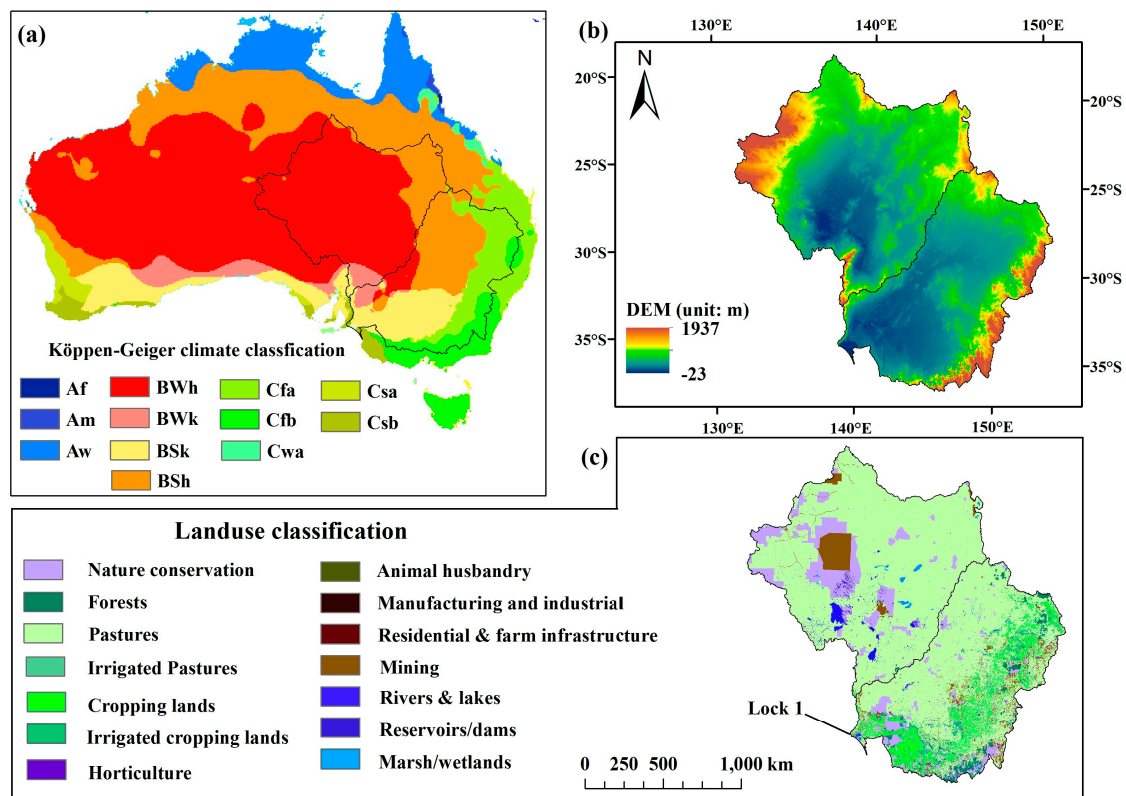 (a)
Köppen-Geiger climate classfication
Af
BWh
Cfa
Csa
Am
BWk
Cfb
Csb
Aw
BSk
Cwa
BSh
(b)
130°E
140°E
150°E
N
20°S
20°S
25°S
25°S
30°S
30°S
35°S
35°S
DEM (unit: m)
1937
-23
130°E
140°E
150°E
(c)
Lock 1
0 250 500 1,000 km
Landuse classification
Nature conservation
Forests
Pastures
Irrigated Pastures
Cropping lands
Irrigated cropping lands
Horticulture
Animal husbandry
Manufacturing and industrial
Residential & farm infrastructure
Mining
Rivers & lakes
Reservoirs/dams
Marsh/wetlands